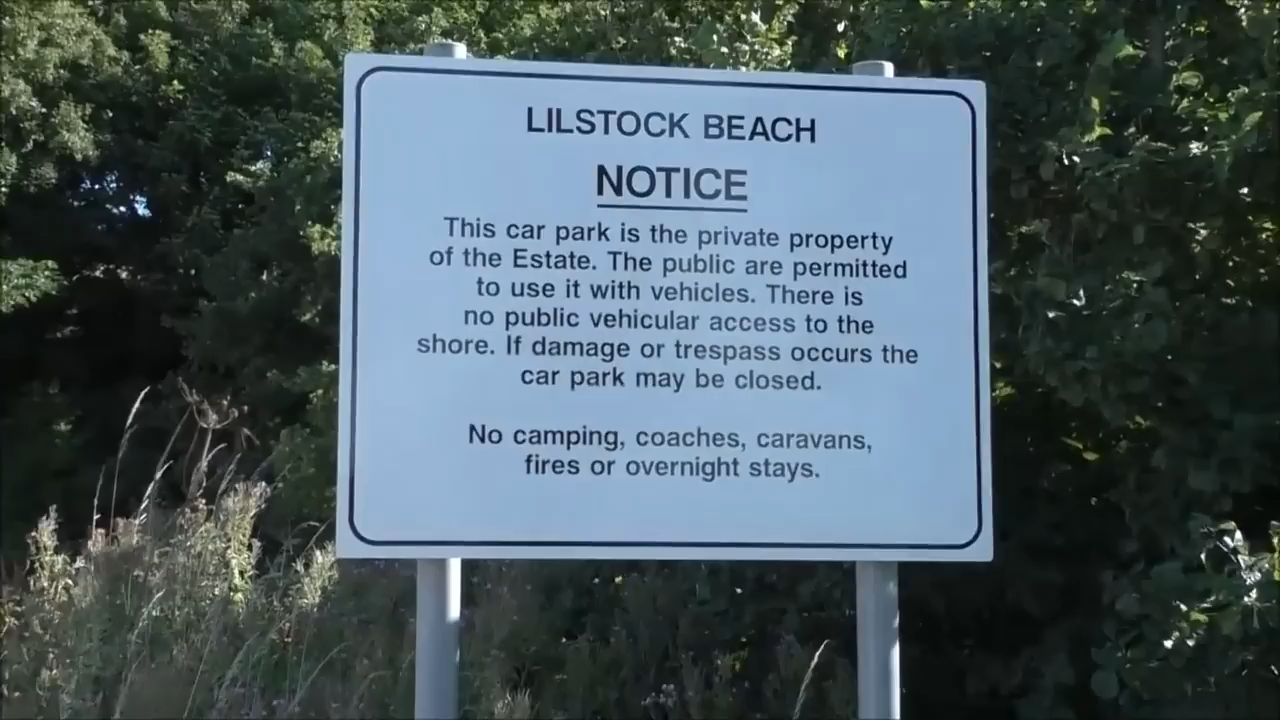 LILSTOCK BEACH
NOTICE
This car park is the private property
of the Estate. The public are permitted
to use it with vehicles. There is
no public vehicular access to the
shore. If damage or trespass occurs the
car park may be closed.
No camping, coaches, caravans,
fires or overnight stays.